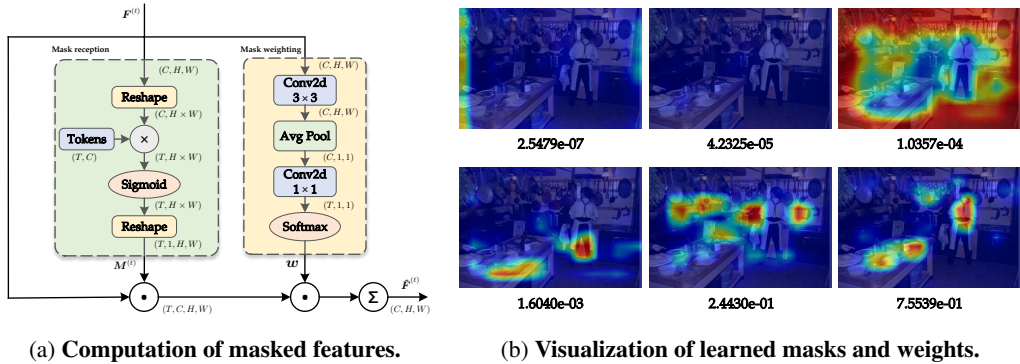 F^(t)
Mask reception
Mask weighting
(C, H, W)
(C, H, W)
Reshape
Conv2d
3 × 3
(C, H × W)
(C, H, W)
Tokens
×
Avg Pool
(T, C)
(T, H × W)
(C, 1, 1)
Sigmoid
Conv2d
1 × 1
(T, H × W)
(T, 1, 1)
Reshape
Softmax
(T, 1, H, W)
M^(t)
w
F̂^(t)
Σ
(T, C, H, W)
(C, H, W)
(a) Computation of masked features.
2.5479e-07
4.2325e-05
1.0357e-04
1.6040e-03
2.4430e-01
7.5539e-01
(b) Visualization of learned masks and weights.